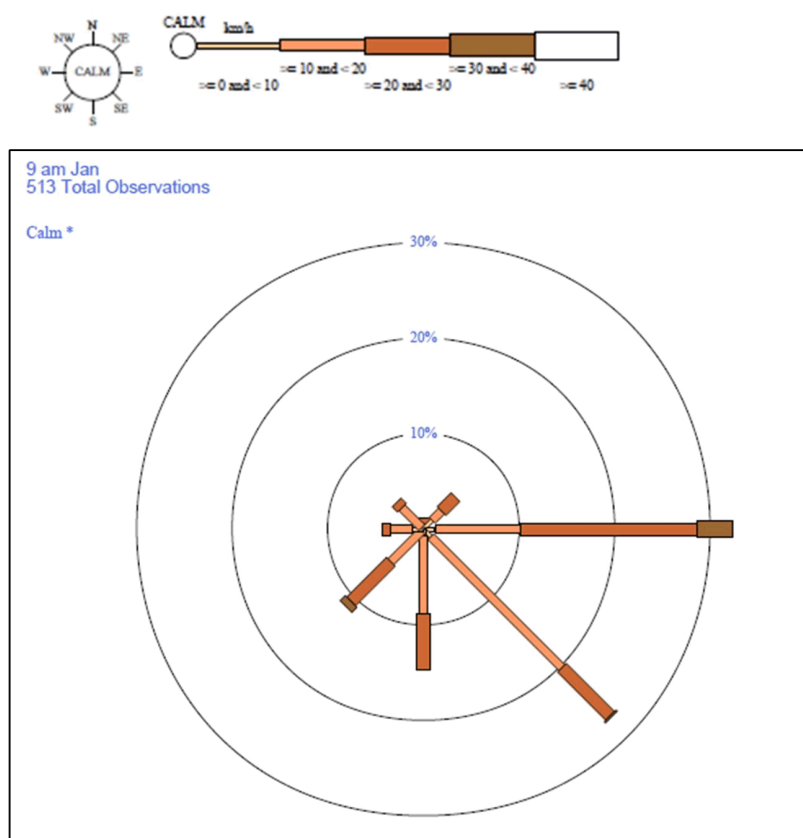 N
NW NE
W CALM E
SW SE
S
CALM
km/h
>= 10 and < 20 >= 30 and < 40
>= 0 and < 10 >= 20 and < 30 >= 40
9 am Jan
513 Total Observations
Calm *
30%
20%
10%